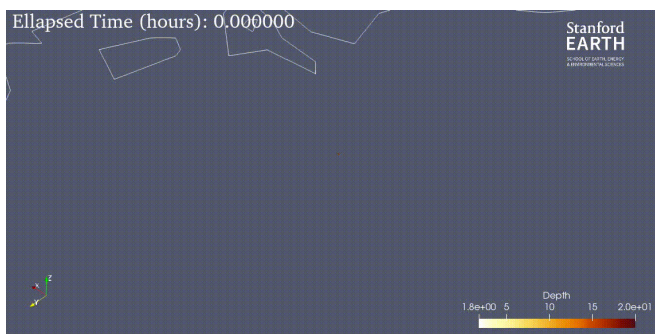 Ellapsed Time (hours): 0.000000
Stanford
EARTH
SCHOOL OF EARTH, ENERGY
& ENVIRONMENTAL SCIENCES
Z
X
Y
Depth
1.8e+00 5 10 15 2.0e+01